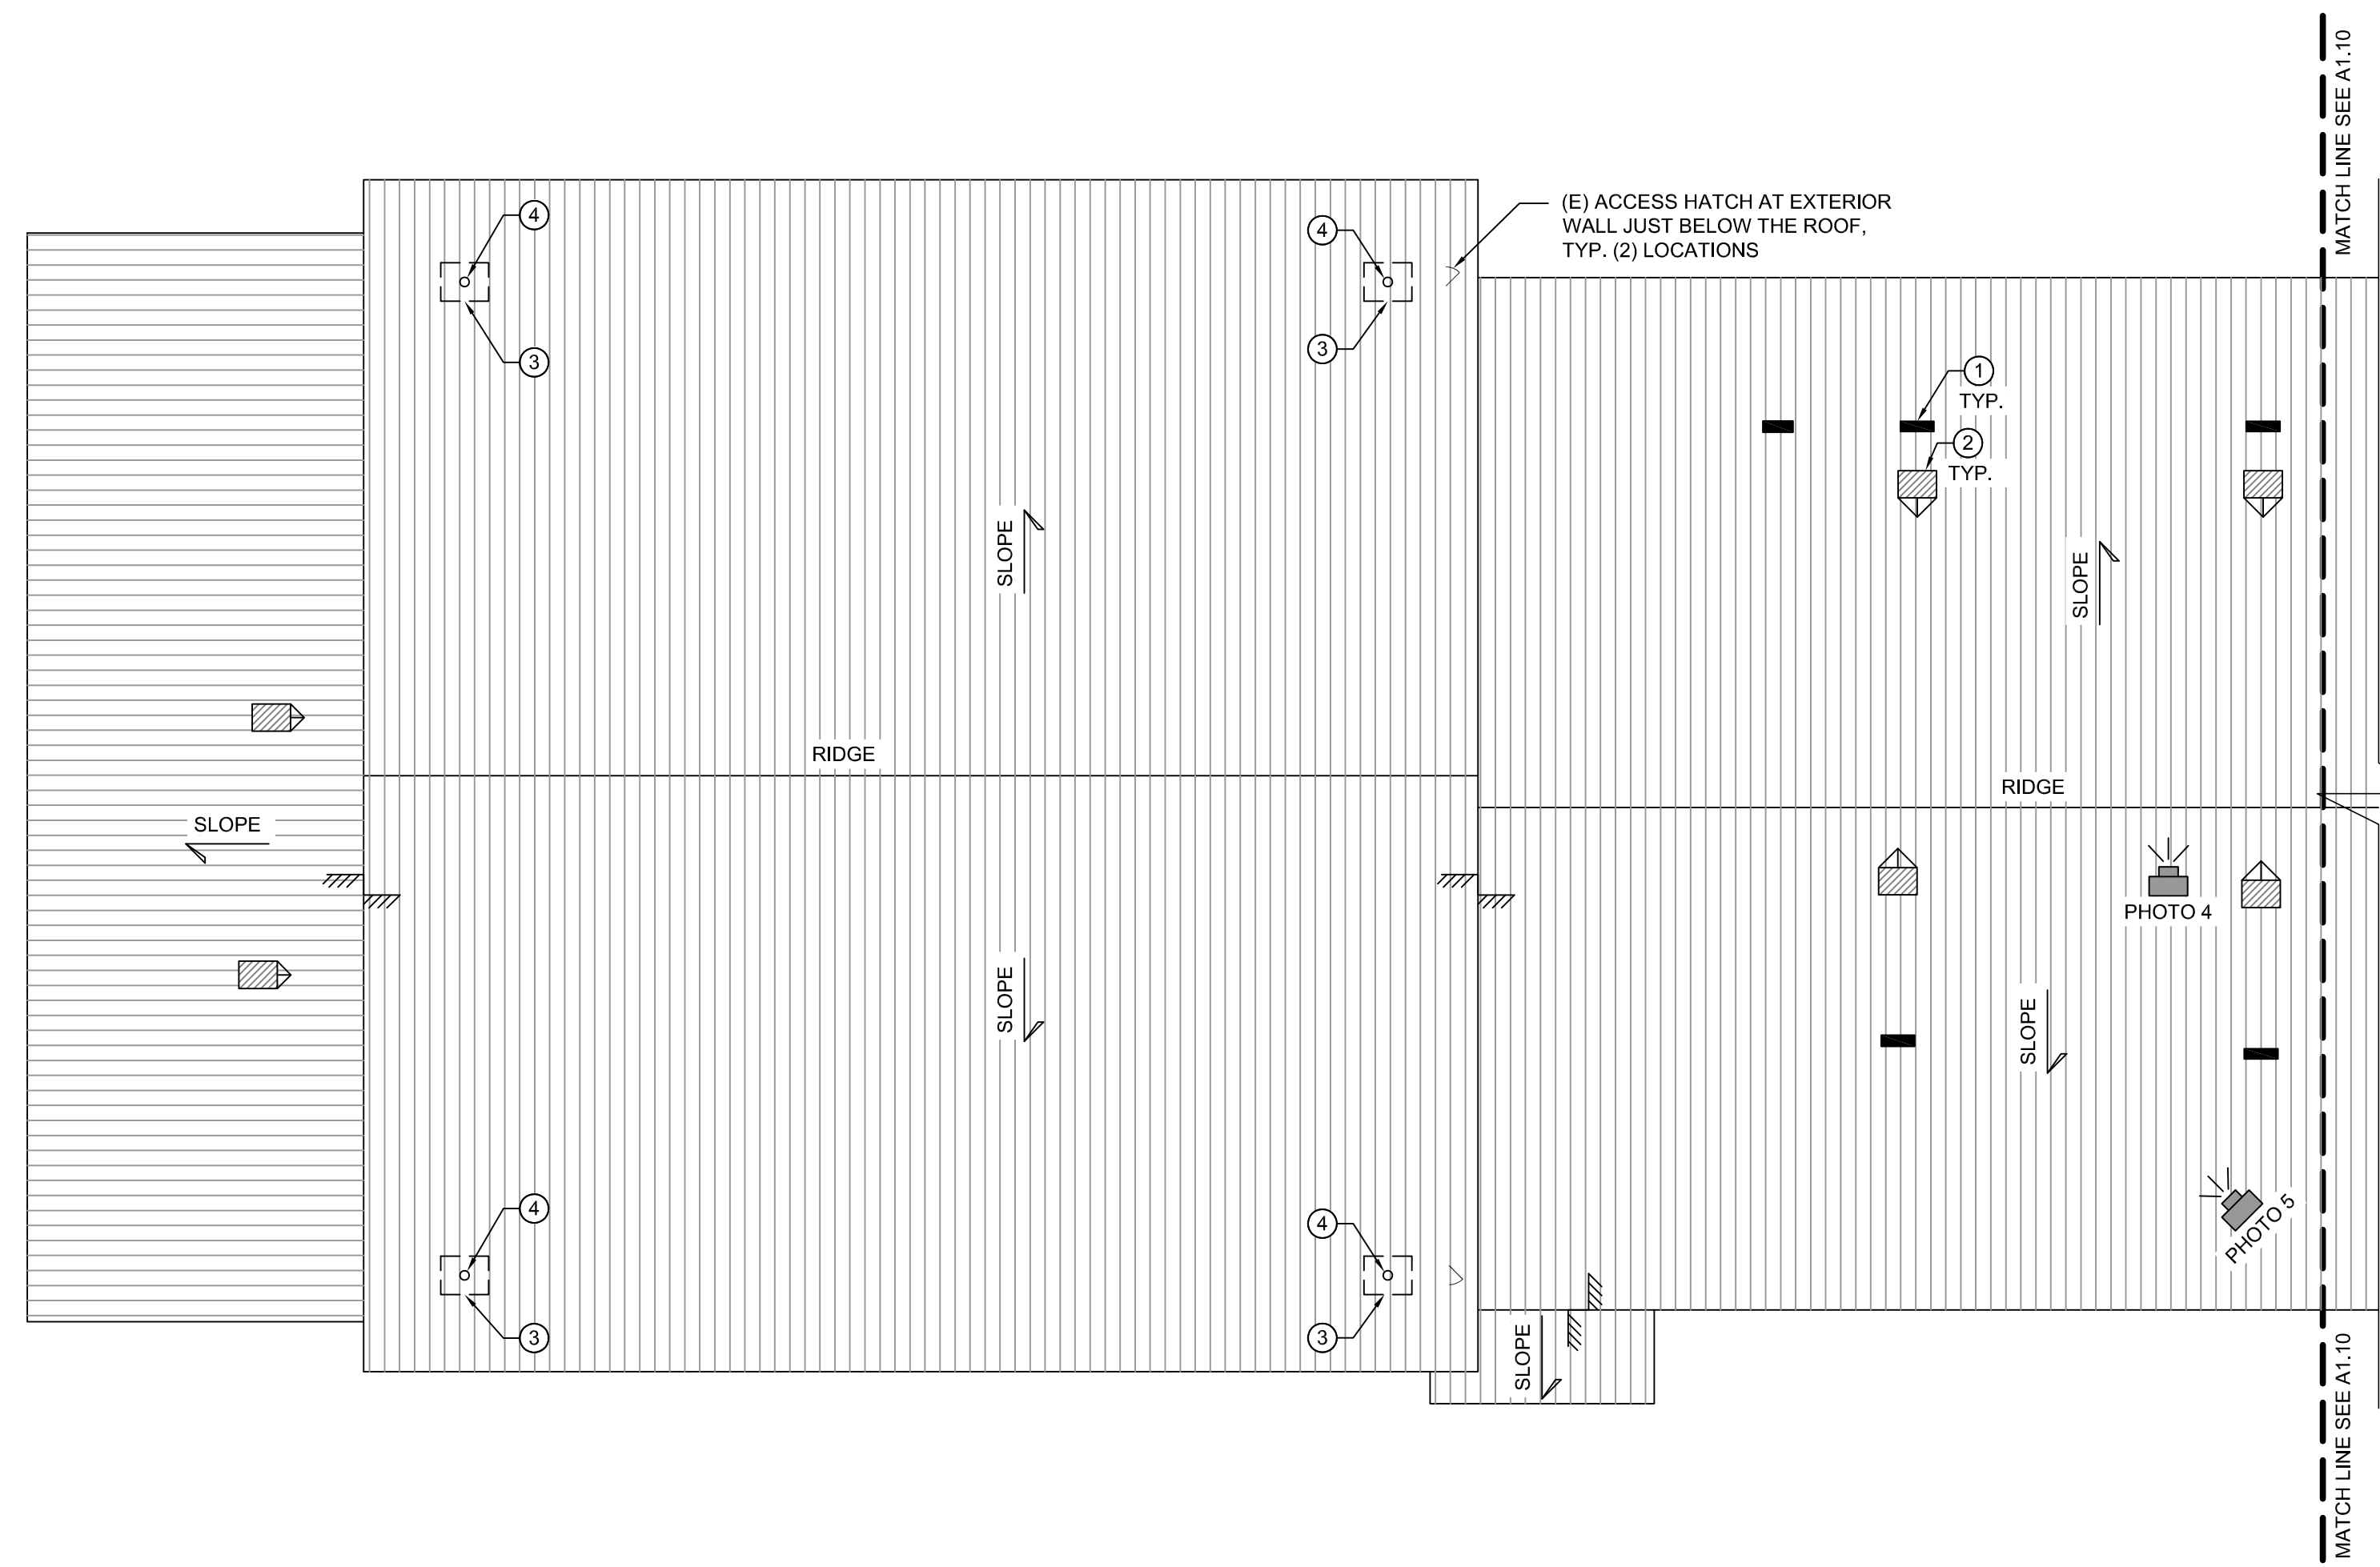 MATCH LINE SEE A1.10
(E) ACCESS HATCH AT EXTERIOR
WALL JUST BELOW THE ROOF,
TYP. (2) LOCATIONS
4
4
3
3
1
TYP.
2
TYP.
SLOPE
SLOPE
RIDGE
RIDGE
SLOPE
PHOTO 4
SLOPE
SLOPE
4
4
PHOTO 5
3
3
SLOPE
MATCH LINE SEE A1.10